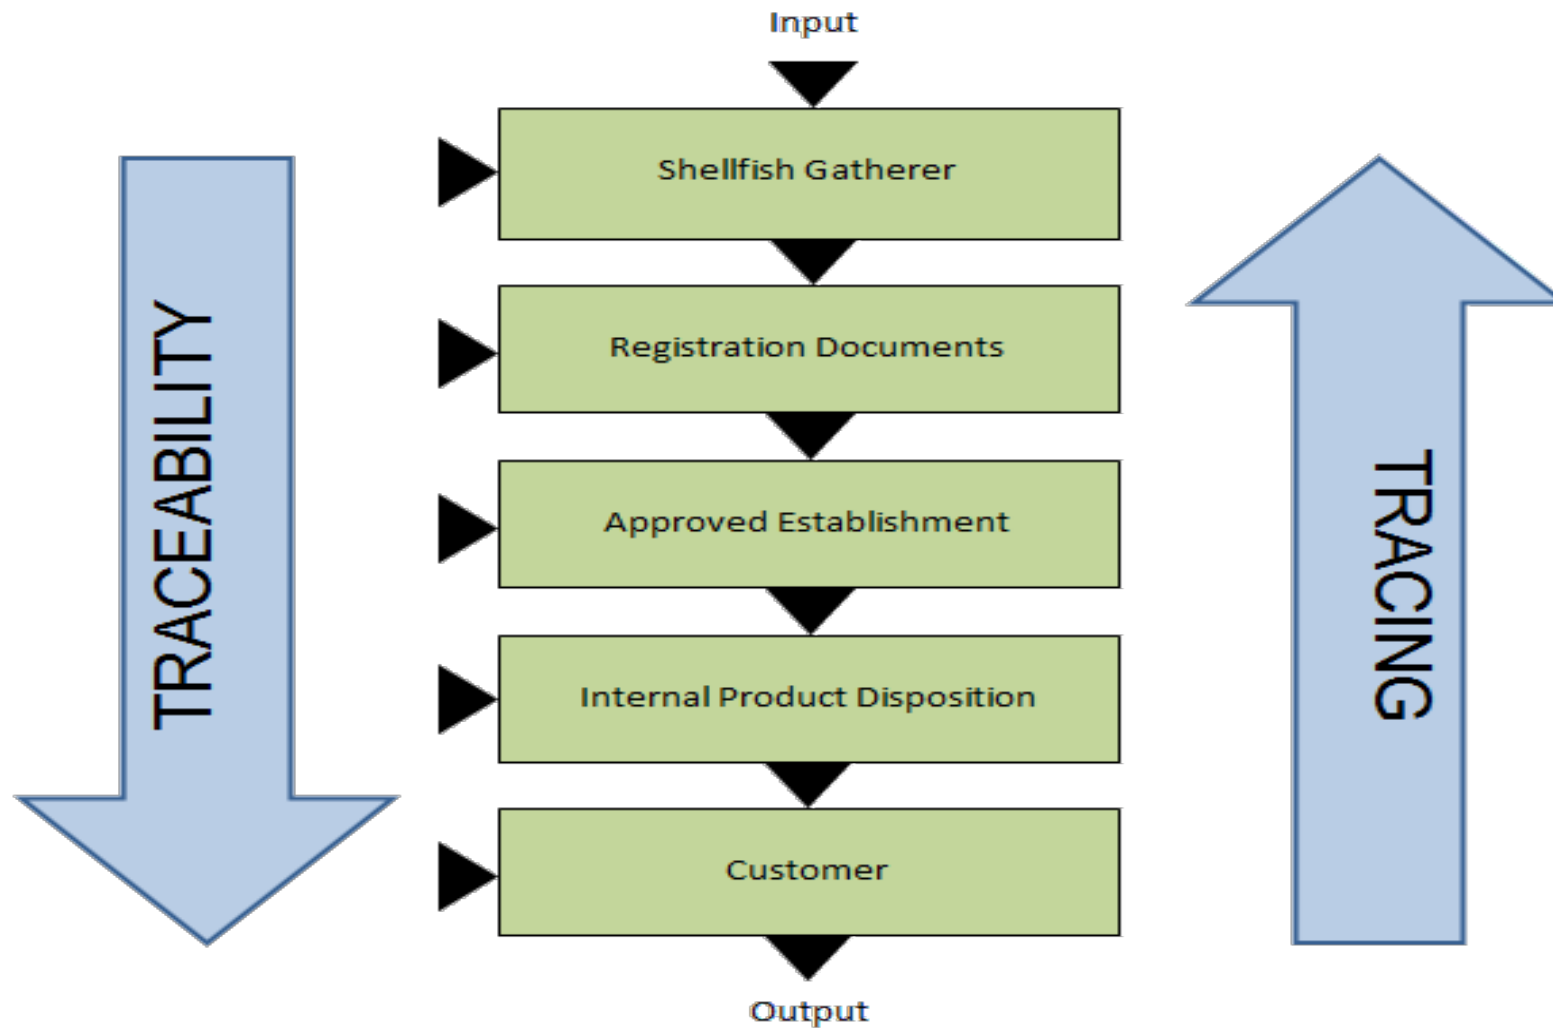 Input
Shellfish Gatherer
Registration Documents
Approved Establishment
Internal Product Disposition
Customer
Output
TRACEABILITY
TRACING